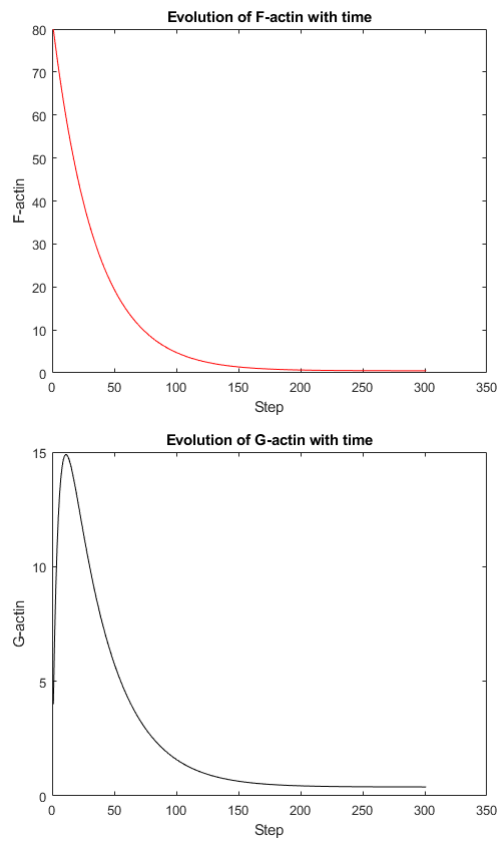 Evolution of F-actin with time
80
70
60
50
40
30
20
10
0
F-actin
0 50 100 150 200 250 300 350
Step
Evolution of G-actin with time
15
10
5
0
G-actin
0 50 100 150 200 250 300 350
Step